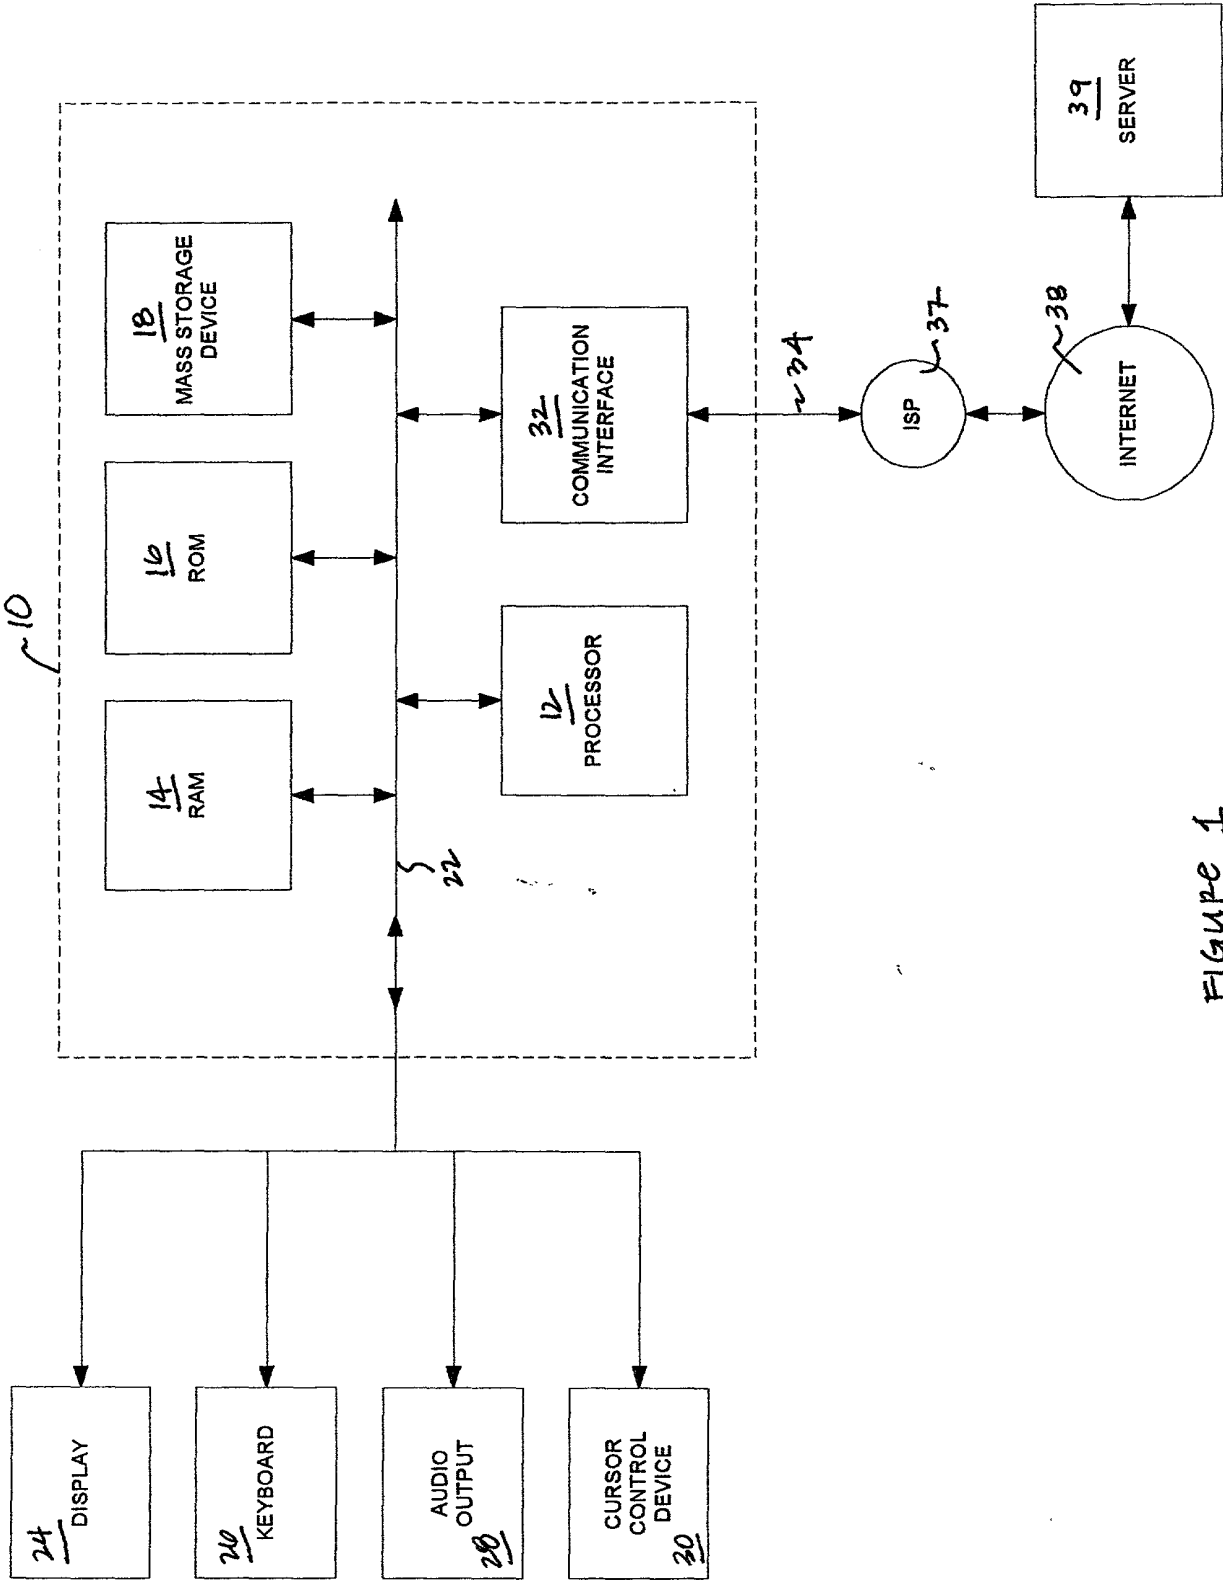 10
24
DISPLAY
26
KEYBOARD
28
AUDIO
OUTPUT
30
CURSOR
CONTROL
DEVICE
14
RAM
16
ROM
18
MASS STORAGE
DEVICE
22
12
PROCESSOR
32
COMMUNICATION
INTERFACE
34
ISP
37
INTERNET
38
39
SERVER
FIGURE 1